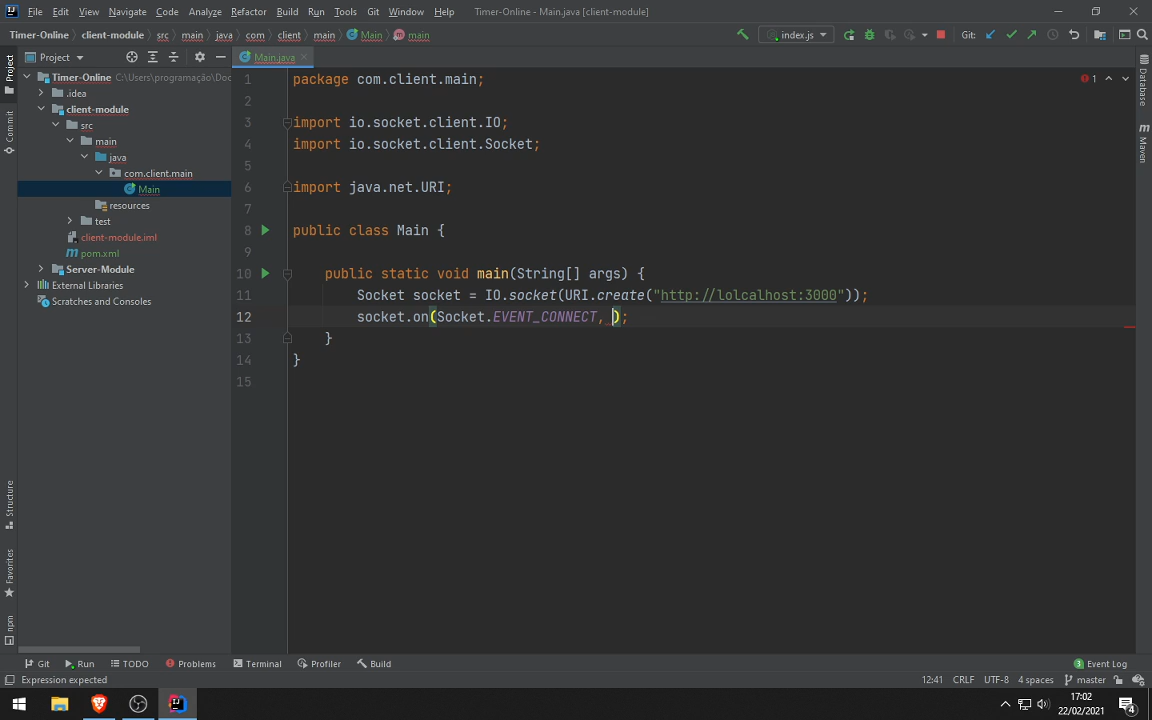 File Edit View Navigate Code Analyze Refactor Build Run Tools Git Window Help Timer-Online - Main.java [client-module]
Timer-Online client-module src main java com client main Main main index.js Git:
Project Main.java
Timer-Online C:\Users\programação\Doc
.idea
client-module
src
main
java
com.client.main
Main
resources
test
client-module.iml
pom.xml
Server-Module
External Libraries
Scratches and Consoles
Project
Commit
Structure
Favorites
npm
1 package com.client.main;
2
3 import io.socket.client.IO;
4 import io.socket.client.Socket;
5
6 import java.net.URI;
7
8 public class Main {
9
10 public static void main(String[] args) {
11 Socket socket = IO.socket(URI.create("http://lolcalhost:3000"));
12 socket.on(Socket.EVENT_CONNECT, );
13 }
14 }
15
1
Database
Maven
Git Run TODO Problems Terminal Profiler Build 3 Event Log
Expression expected 12:41 CRLF UTF-8 4 spaces master
17:02
22/02/2021
4